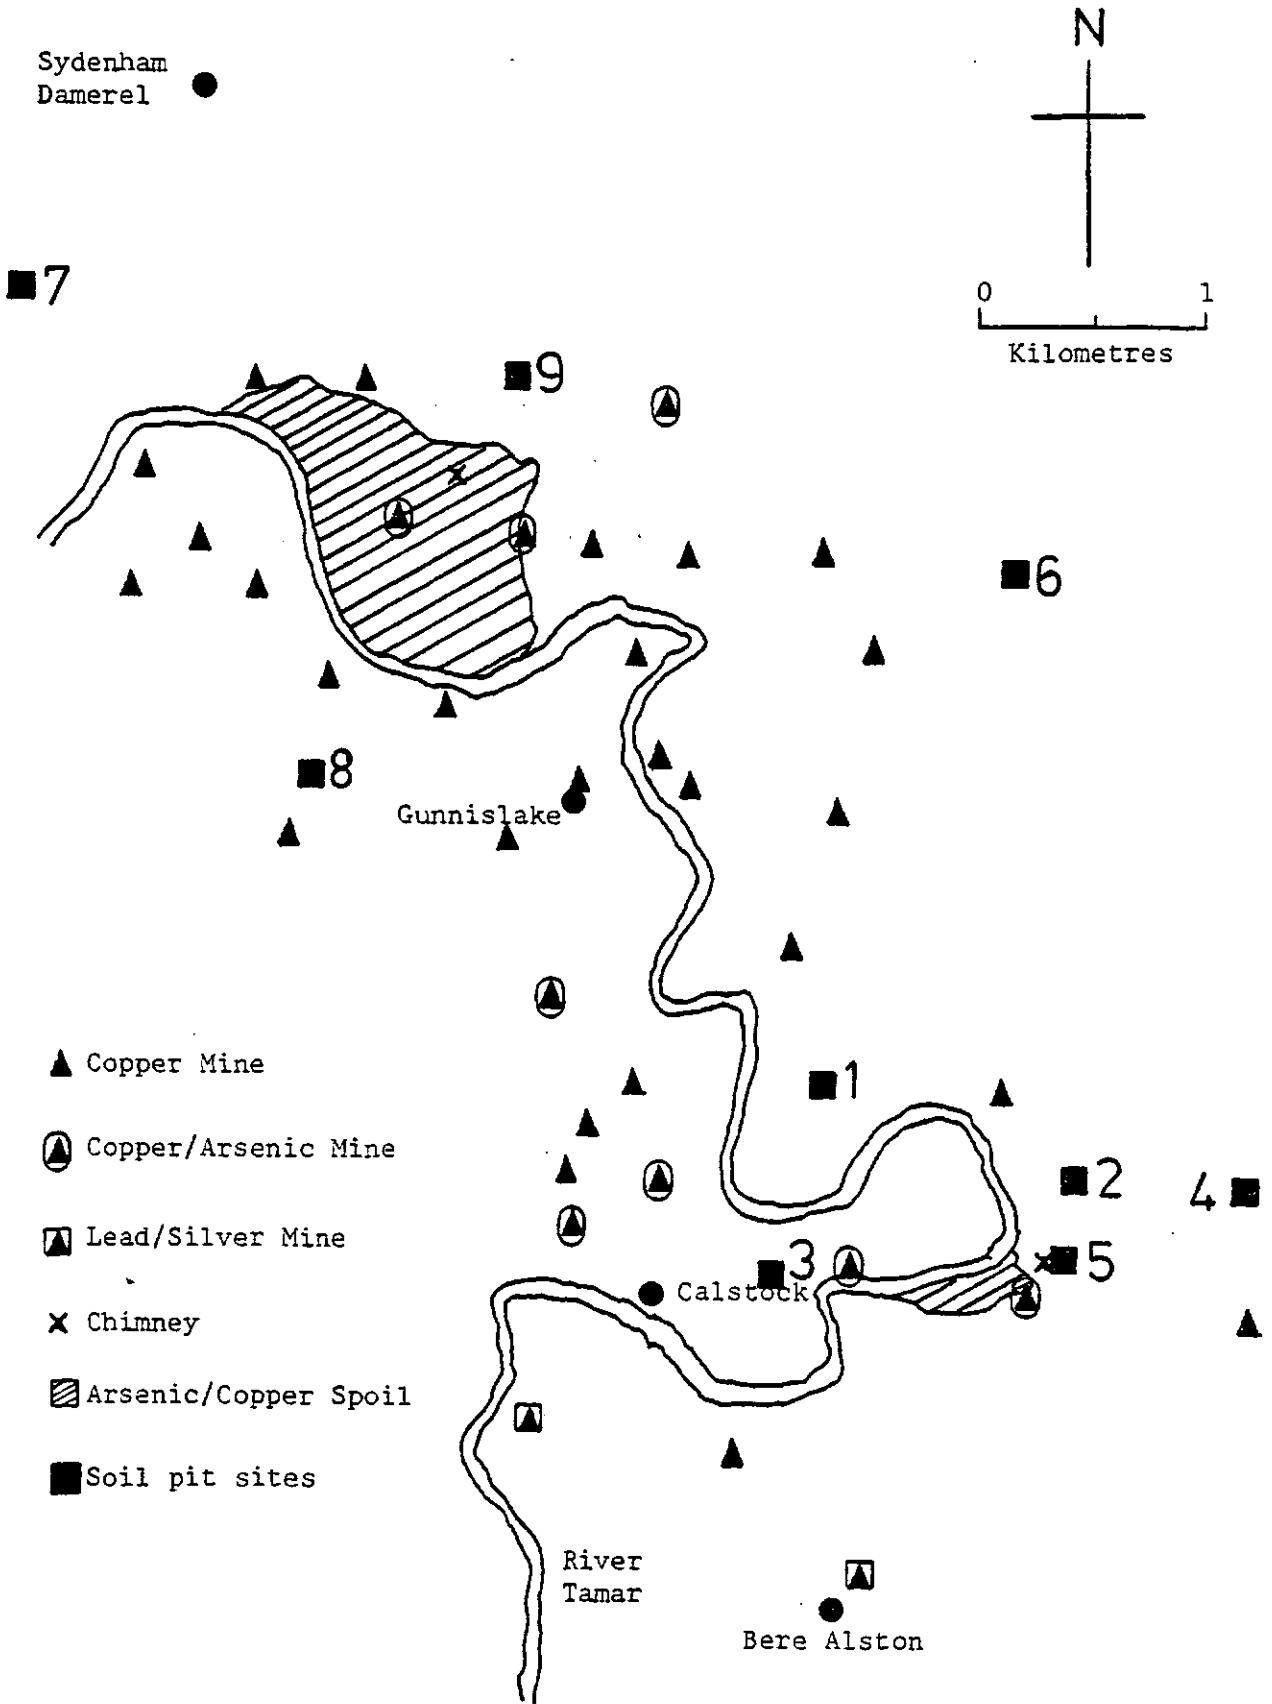 N
Sydenham
Damerel
7
0 1
Kilometres
9
6
8
Gunnislake
Copper Mine
1
Copper/Arsenic Mine
2
4
Lead/Silver Mine
3
5
Calstock
Chimney
Arsenic/Copper Spoil
Soil pit sites
River
Tamar
Bere Alston